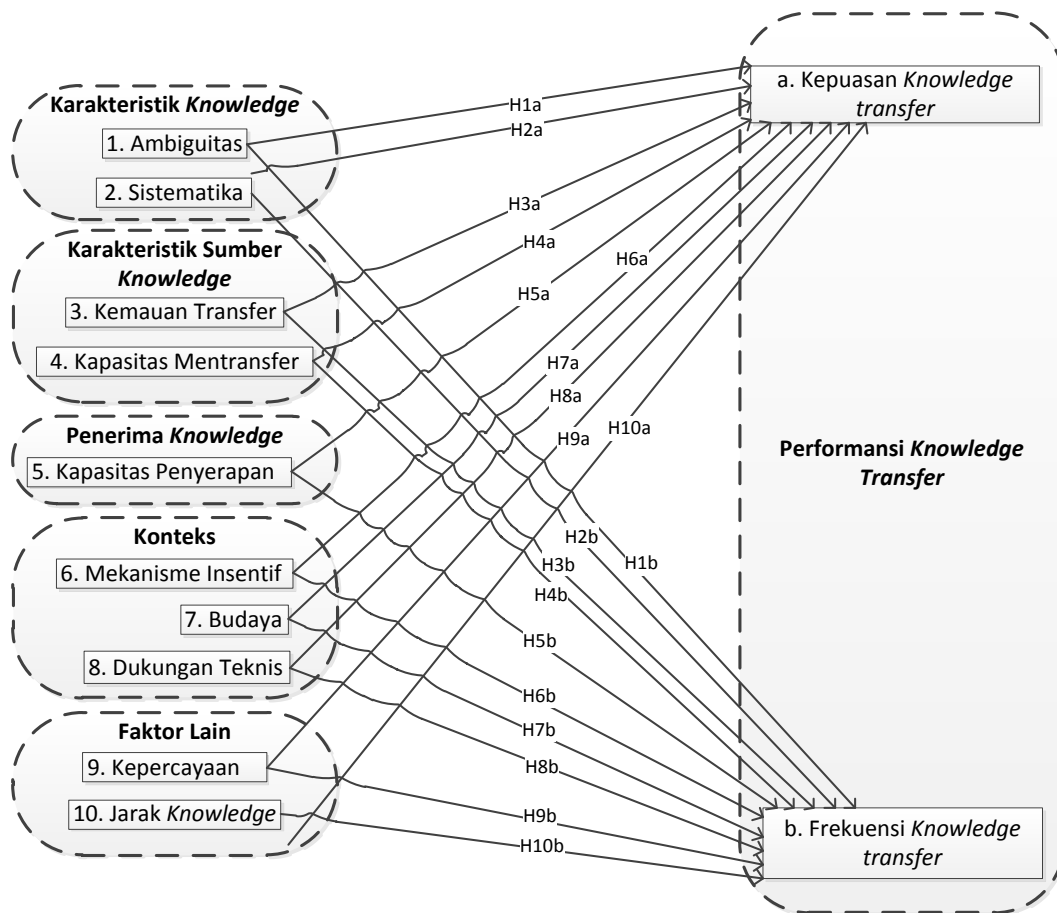 Karakteristik Knowledge
1. Ambiguitas
2. Sistematika
Karakteristik Sumber
Knowledge
3. Kemauan Transfer
4. Kapasitas Mentransfer
Penerima Knowledge
5. Kapasitas Penyerapan
Konteks
6. Mekanisme Insentif
7. Budaya
8. Dukungan Teknis
Faktor Lain
9. Kepercayaan
10. Jarak Knowledge
H1a
H2a
H3a
H4a
H5a
H6a
H7a
H8a
H9a
H10a
H1b
H2b
H3b
H4b
H5b
H6b
H7b
H8b
H9b
H10b
a. Kepuasan Knowledge
transfer
Performansi Knowledge
Transfer
b. Frekuensi Knowledge
transfer